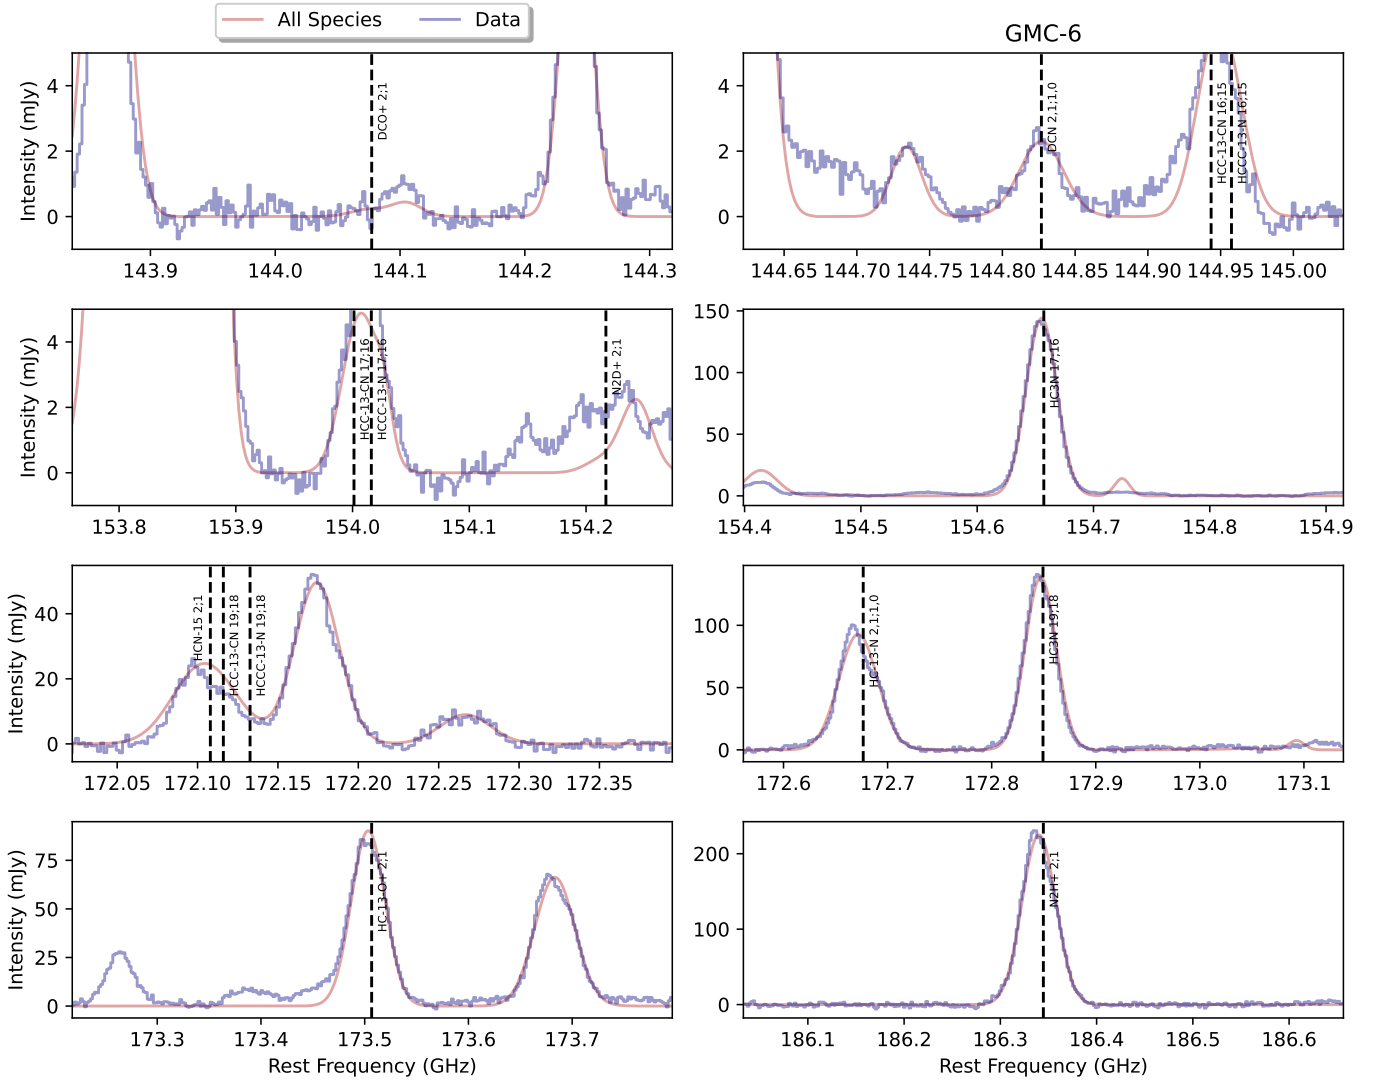 All Species Data
GMC-6
Intensity (mJy)
4
2
0
DCO+ 2;1
143.9 144.0 144.1 144.2 144.3
4
2
0
DCN 2,1;1,0
HCC-13-CN 16;15
HCCC-13-N 16;15
144.65 144.70 144.75 144.80 144.85 144.90 144.95 145.00
Intensity (mJy)
4
2
0
HCC-13-CN 17;16
HCCC-13-N 17;16
N2D+ 2;1
153.8 153.9 154.0 154.1 154.2
150
100
50
0
HC3N 17;16
154.4 154.5 154.6 154.7 154.8 154.9
Intensity (mJy)
40
20
0
HCN-15 2;1
HCC-13-CN 19;18
HCCC-13-N 19;18
172.05 172.10 172.15 172.20 172.25 172.30 172.35
100
50
0
HC-13-N 2,1;1,0
HC3N 19;18
172.6 172.7 172.8 172.9 173.0 173.1
Intensity (mJy)
75
50
25
0
HC-13-O+ 2;1
173.3 173.4 173.5 173.6 173.7
Rest Frequency (GHz)
200
100
0
N2H+ 2;1
186.1 186.2 186.3 186.4 186.5 186.6
Rest Frequency (GHz)